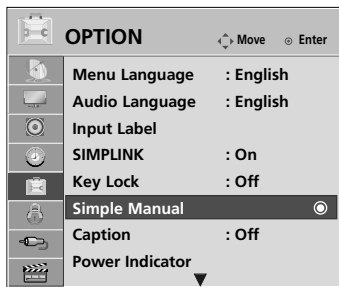 OPTION Move Enter
Menu Language : English
Audio Language : English
Input Label
SIMPLINK : On
Key Lock : Off
Simple Manual
Caption : Off
Power Indicator